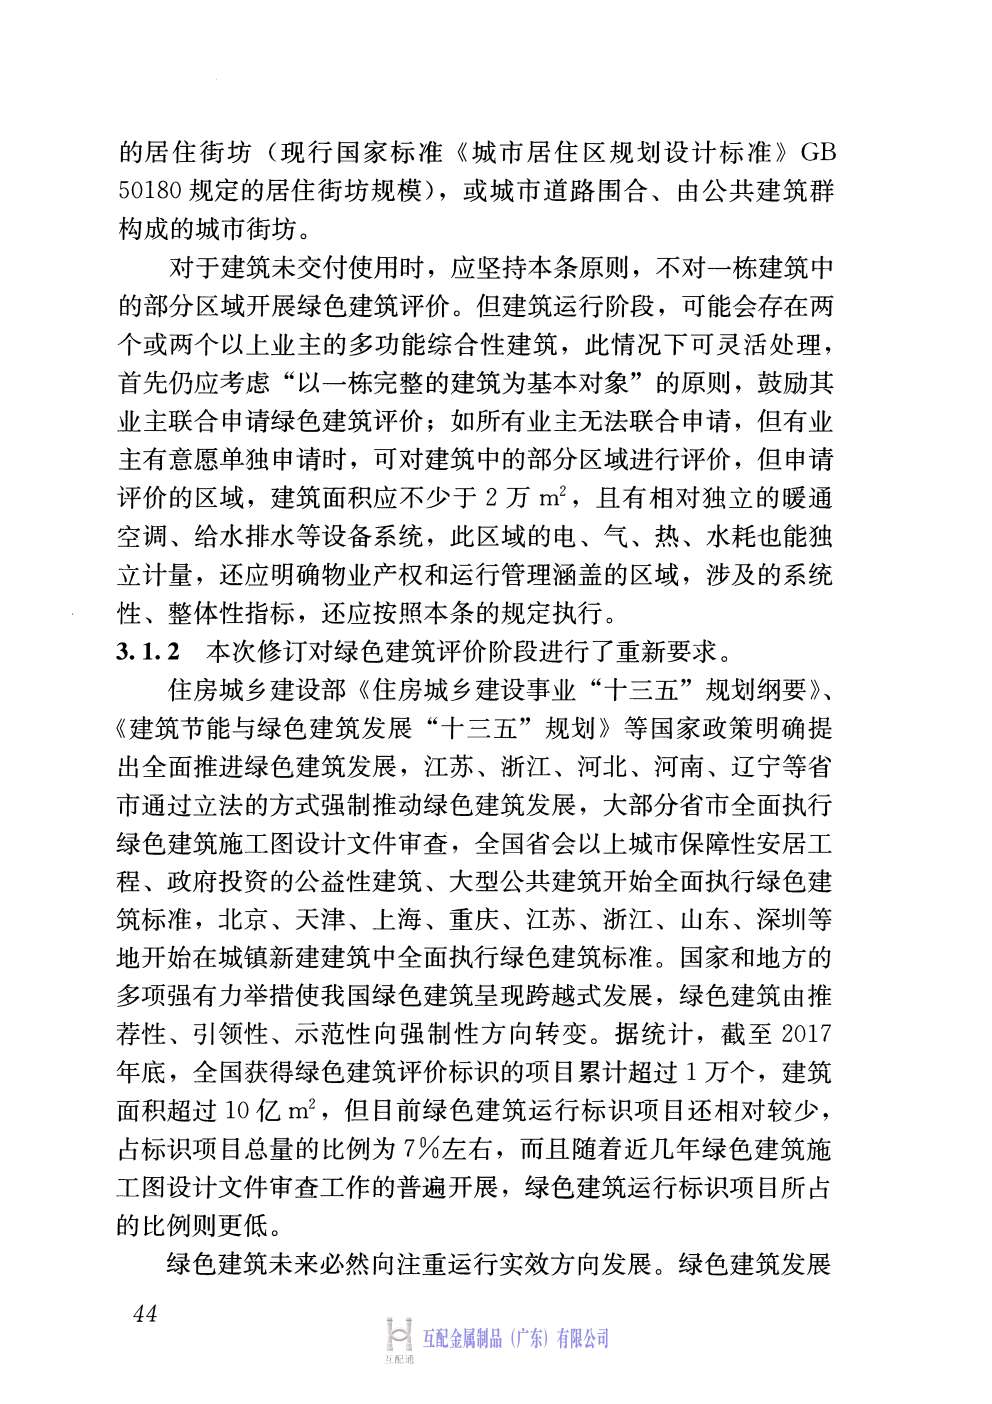 的居住街坊（现行国家标准《城市居住区规划设计标准》GB
50180 规定的居住街坊规模），或城市道路围合、由公共建筑群
构成的城市街坊。
对于建筑未交付使用时，应坚持本条原则，不对一栋建筑中
的部分区域开展绿色建筑评价。但建筑运行阶段，可能会存在两
个或两个以上业主的多功能综合性建筑，此情况下可灵活处理，
首先仍应考虑“以一栋完整的建筑为基本对象”的原则，鼓励其
业主联合申请绿色建筑评价；如所有业主无法联合申请，但有业
主有意愿单独申请时，可对建筑中的部分区域进行评价，但申请
评价的区域，建筑面积应不少于 2 万 m²，且有相对独立的暖通
空调、给水排水等设备系统，此区域的电、气、热、水耗也能独
立计量，还应明确物业产权和运行管理涵盖的区域，涉及的系统
性、整体性指标，还应按照本条的规定执行。
3.1.2 本次修订对绿色建筑评价阶段进行了重新要求。
住房城乡建设部《住房城乡建设事业“十三五”规划纲要》、
《建筑节能与绿色建筑发展“十三五”规划》等国家政策明确提
出全面推进绿色建筑发展，江苏、浙江、河北、河南、辽宁等省
市通过立法的方式强制推动绿色建筑发展，大部分省市全面执行
绿色建筑施工图设计文件审查，全国省会以上城市保障性安居工
程、政府投资的公益性建筑、大型公共建筑开始全面执行绿色建
筑标准，北京、天津、上海、重庆、江苏、浙江、山东、深圳等
地开始在城镇新建建筑中全面执行绿色建筑标准。国家和地方的
多项强有力举措使我国绿色建筑呈现跨越式发展，绿色建筑由推
荐性、引领性、示范性向强制性方向转变。据统计，截至 2017
年底，全国获得绿色建筑评价标识的项目累计超过 1 万个，建筑
面积超过 10 亿 m²，但目前绿色建筑运行标识项目还相对较少，
占标识项目总量的比例为 7%左右，而且随着近几年绿色建筑施
工图设计文件审查工作的普遍开展，绿色建筑运行标识项目所占
的比例则更低。
绿色建筑未来必然向注重运行实效方向发展。绿色建筑发展
44
互配金属制品（广东）有限公司
互配通